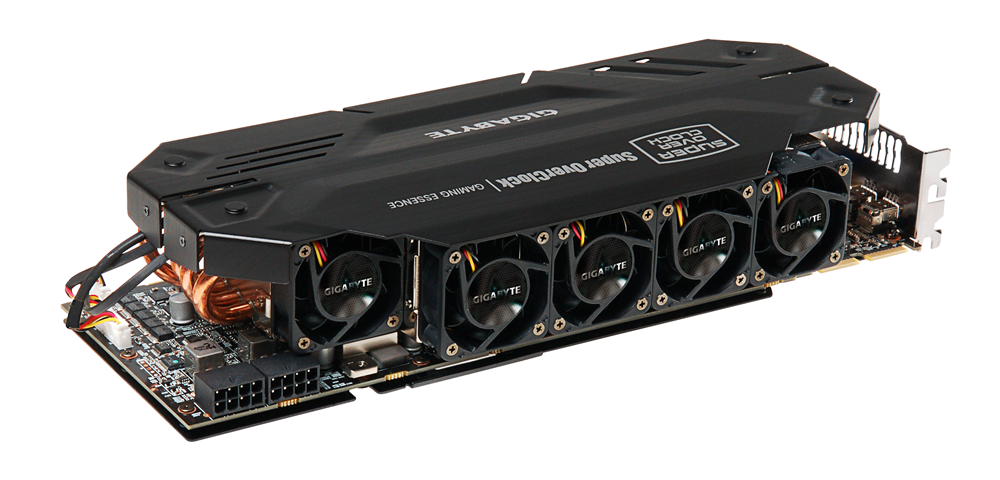 GIGABYTE
SUPER
OVER
CLOCK
Super OverClock | GAMING ESSENCE
GIGABYTE
GIGABYTE
GIGABYTE
GIGABYTE
GIGABYTE